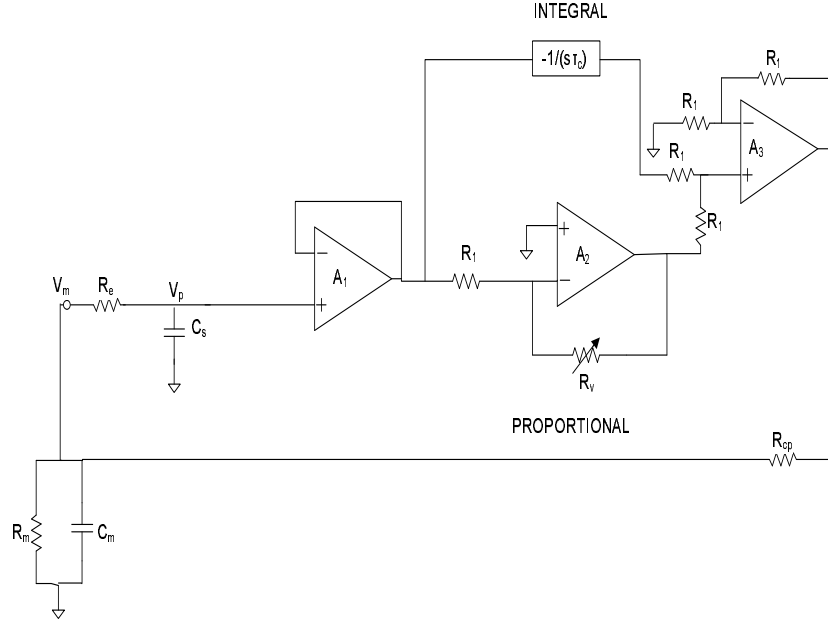 INTEGRAL
-1/(sτc)
R1
R1
A3
R1
R1
A2
A1
R1
Vm
Re
Vp
Cs
Rv
PROPORTIONAL
Rcp
Rm
Cm